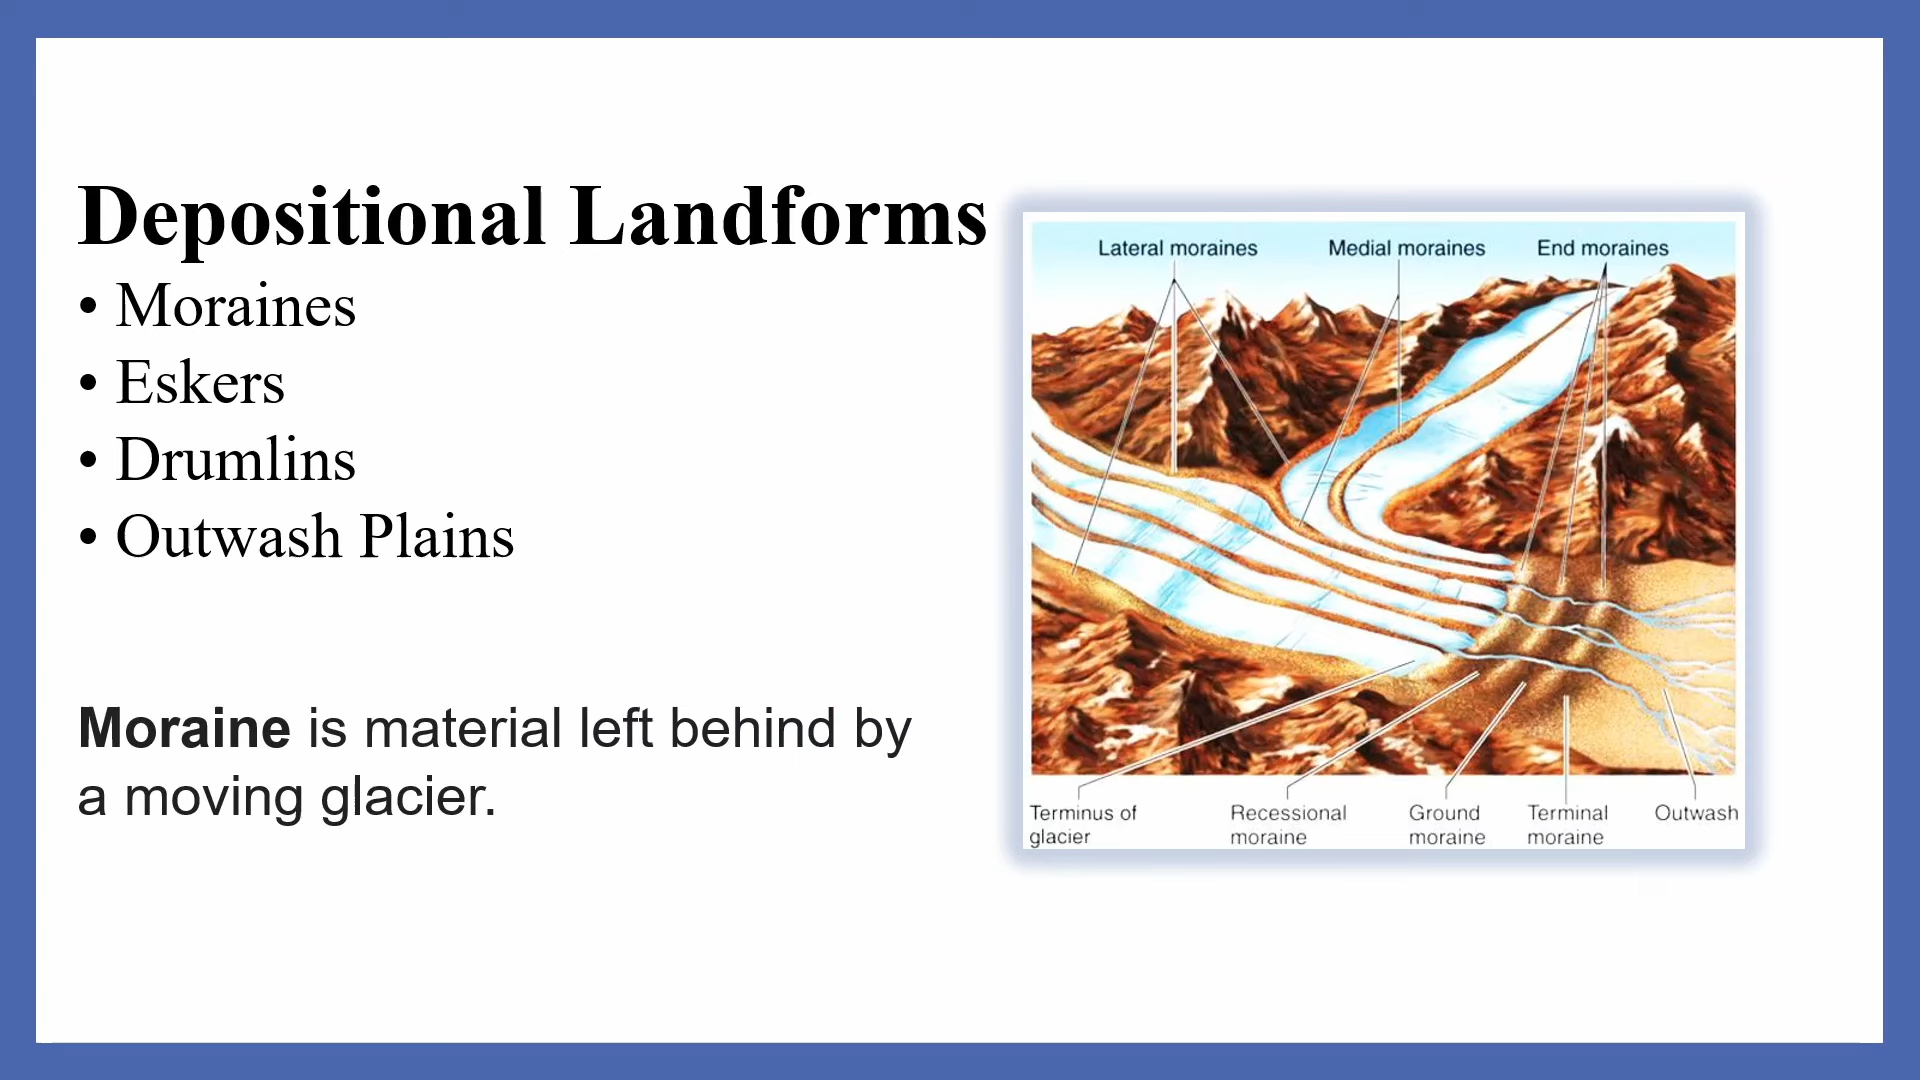 Depositional Landforms
• Moraines
• Eskers
• Drumlins
• Outwash Plains
Moraine is material left behind by
a moving glacier.
Lateral moraines
Medial moraines
End moraines
Terminus of
glacier
Recessional
moraine
Ground
moraine
Terminal
moraine
Outwash